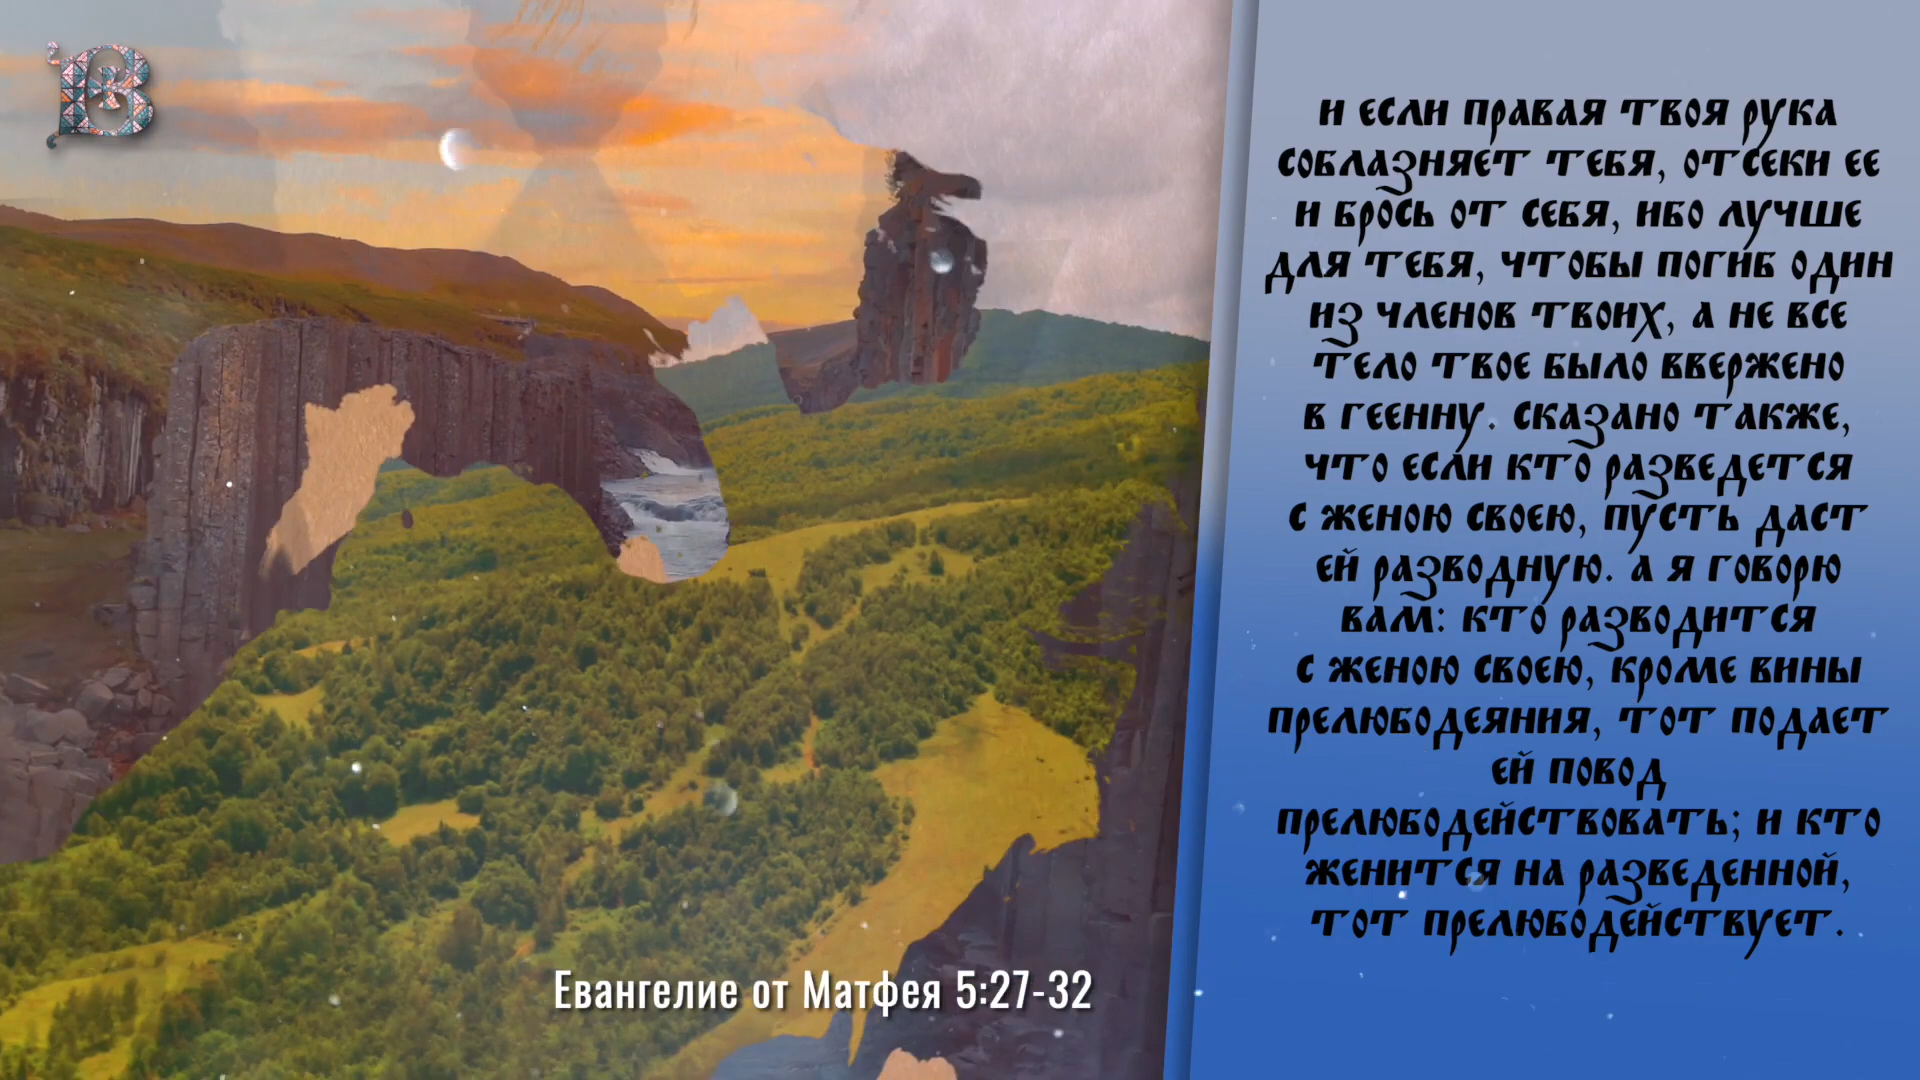 В
и если правая твоя рука
соблазняет тебя, отсеки ее
и брось от себя, ибо лучше
для тебя, чтобы погиб один
из членов твоих, а не все
тело твое было ввержено
в геенну. сказано также,
что если кто разведется
с женою своею, пусть даст
ей разводную. а я говорю
вам: кто разводится
с женою своею, кроме вины
прелюбодеяния, тот подает
ей повод
прелюбодействовать; и кто
женится на разведенной,
тот прелюбодействует.
Евангелие от Матфея 5:27-32